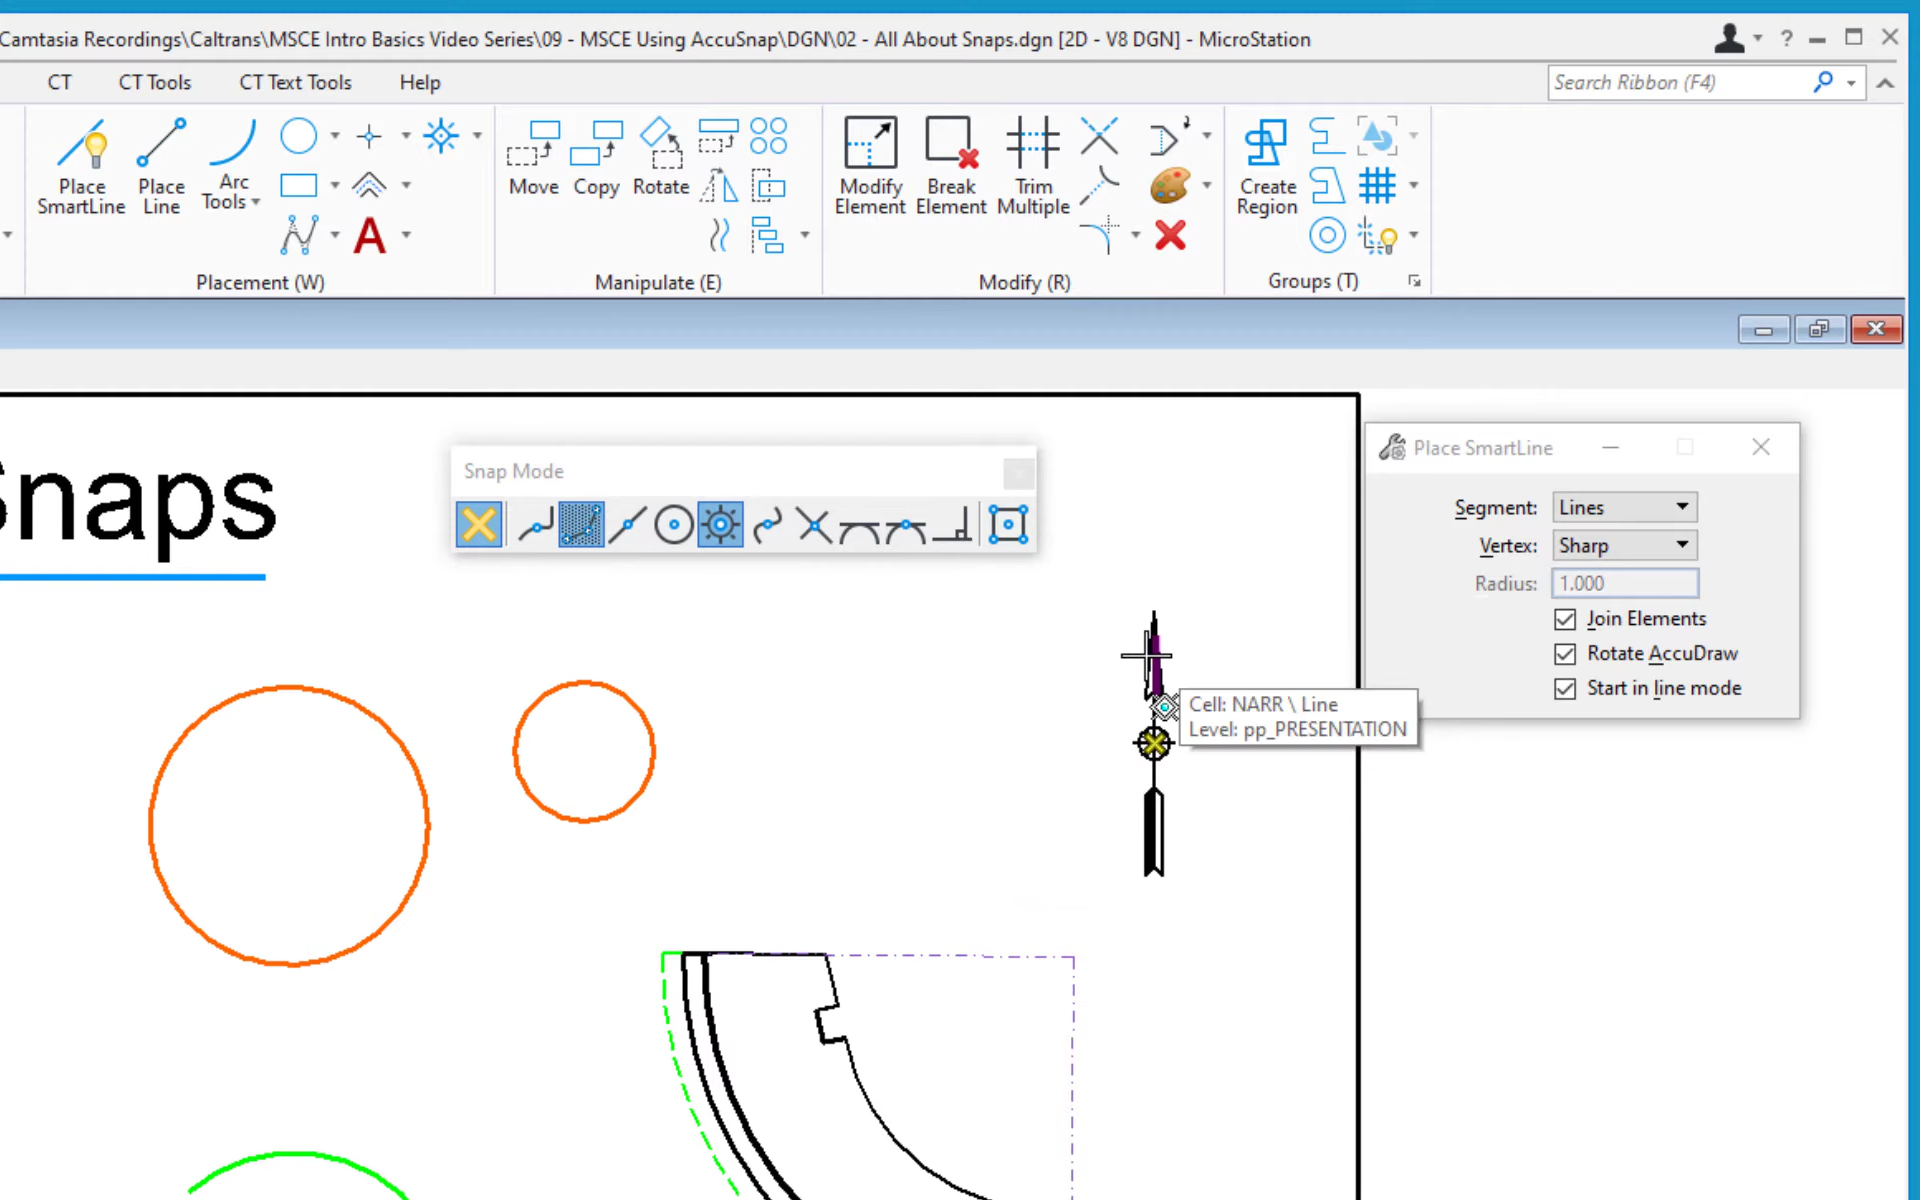 Camtasia Recordings\Caltrans\MSCE Intro Basics Video Series\09 - MSCE Using AccuSnap\DGN\02 - All About Snaps.dgn [2D - V8 DGN] - MicroStation
CT
CT Tools
CT Text Tools
Help
Search Ribbon (F4)
Place SmartLine
Place Line
Arc Tools
Move
Copy
Rotate
Modify Element
Break Element
Trim Multiple
Create Region
Placement (W)
Manipulate (E)
Modify (R)
Groups (T)
Snaps
Snap Mode
Place SmartLine
Segment: Lines
Vertex: Sharp
Radius: 1.000
Join Elements
Rotate AccuDraw
Start in line mode
Cell: NARR \ Line
Level: pp_PRESENTATION